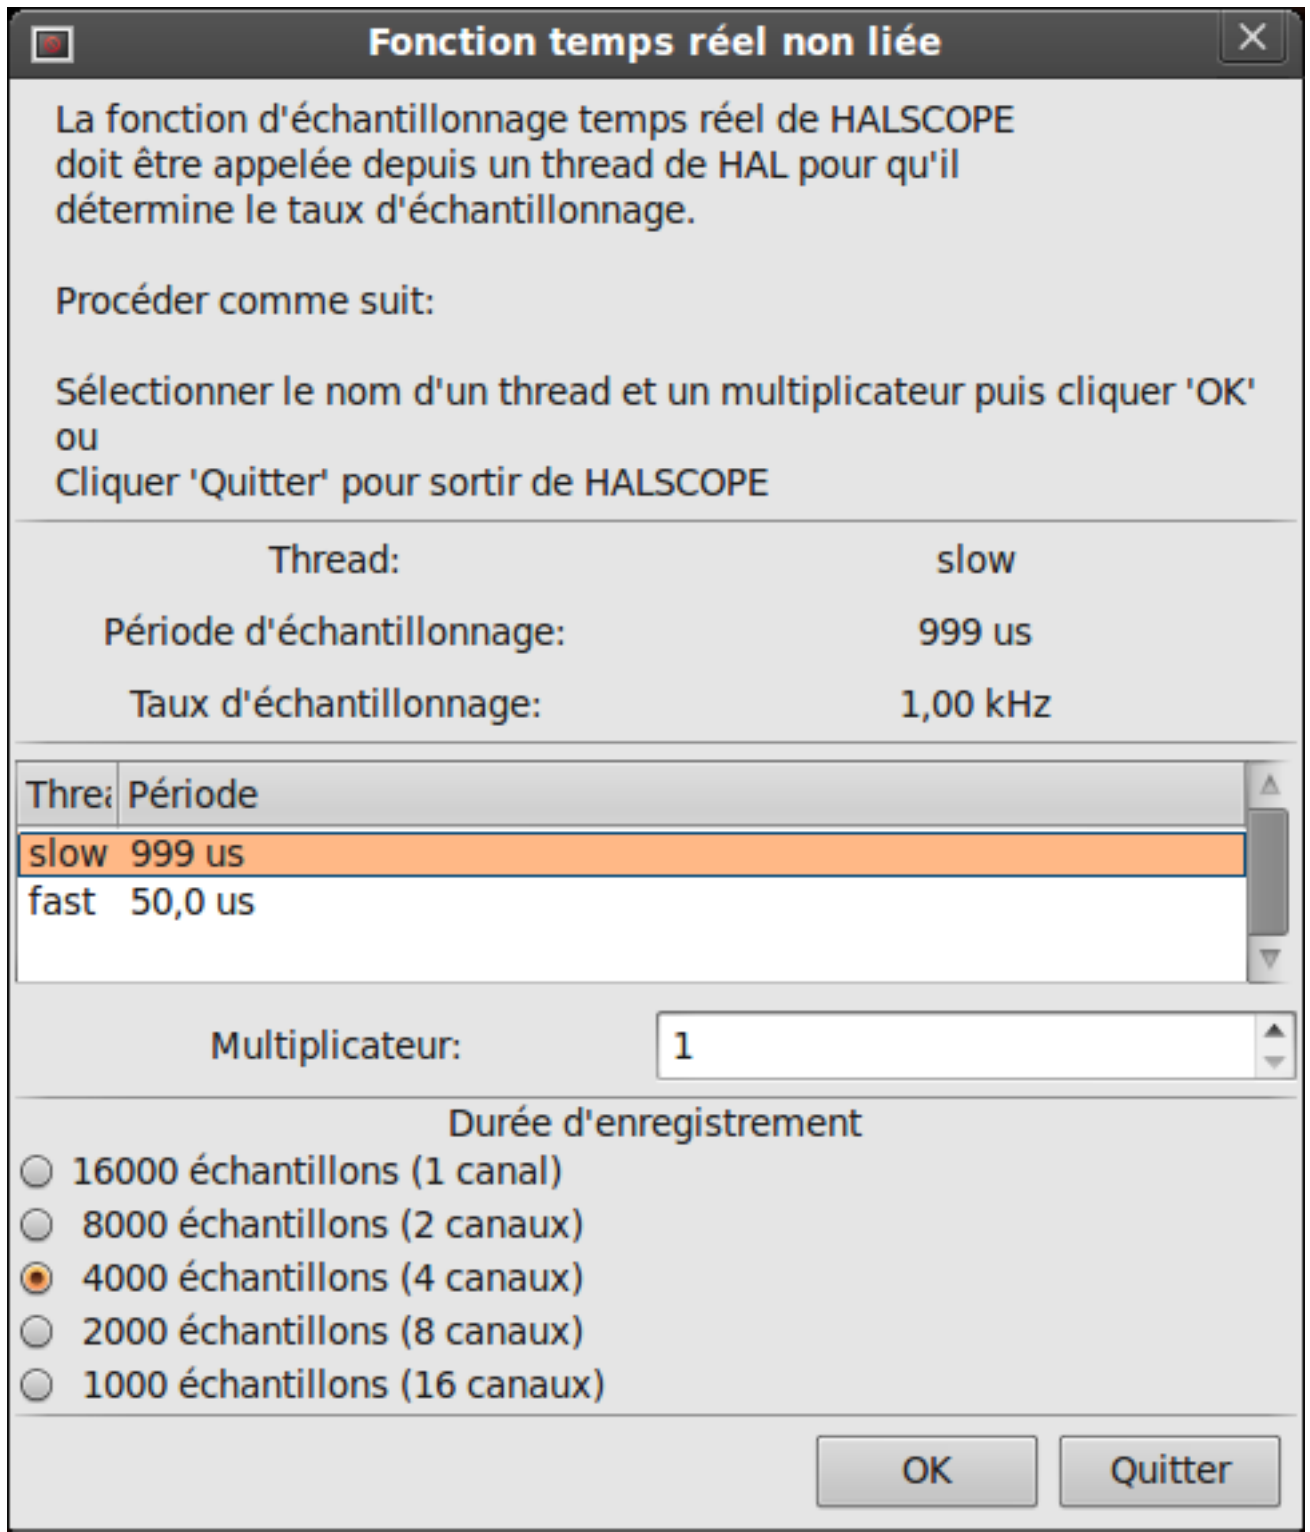 Fonction temps réel non liée
La fonction d'échantillonnage temps réel de HALSCOPE
doit être appelée depuis un thread de HAL pour qu'il
détermine le taux d'échantillonnage.
Procéder comme suit:
Sélectionner le nom d'un thread et un multiplicateur puis cliquer 'OK'
ou
Cliquer 'Quitter' pour sortir de HALSCOPE
Thread: slow
Période d'échantillonnage: 999 us
Taux d'échantillonnage: 1,00 kHz
Threa Période
slow 999 us
fast 50,0 us
Multiplicateur: 1
Durée d'enregistrement
16000 échantillons (1 canal)
8000 échantillons (2 canaux)
4000 échantillons (4 canaux)
2000 échantillons (8 canaux)
1000 échantillons (16 canaux)
OK Quitter